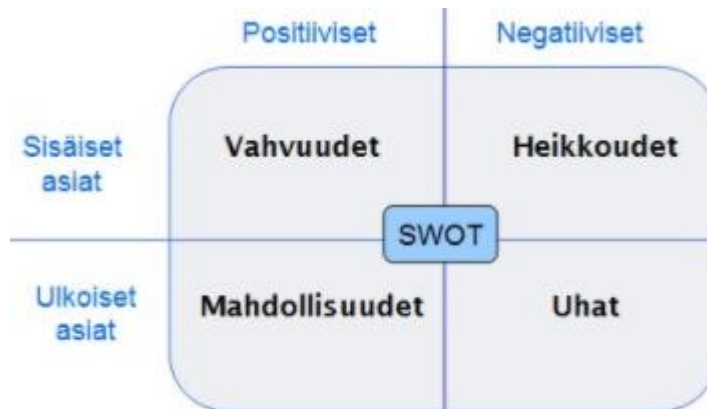 Positiiviset
Negatiiviset
Sisäiset
asiat
Vahvuudet
Heikkoudet
SWOT
Ulkoiset
asiat
Mahdollisuudet
Uhat